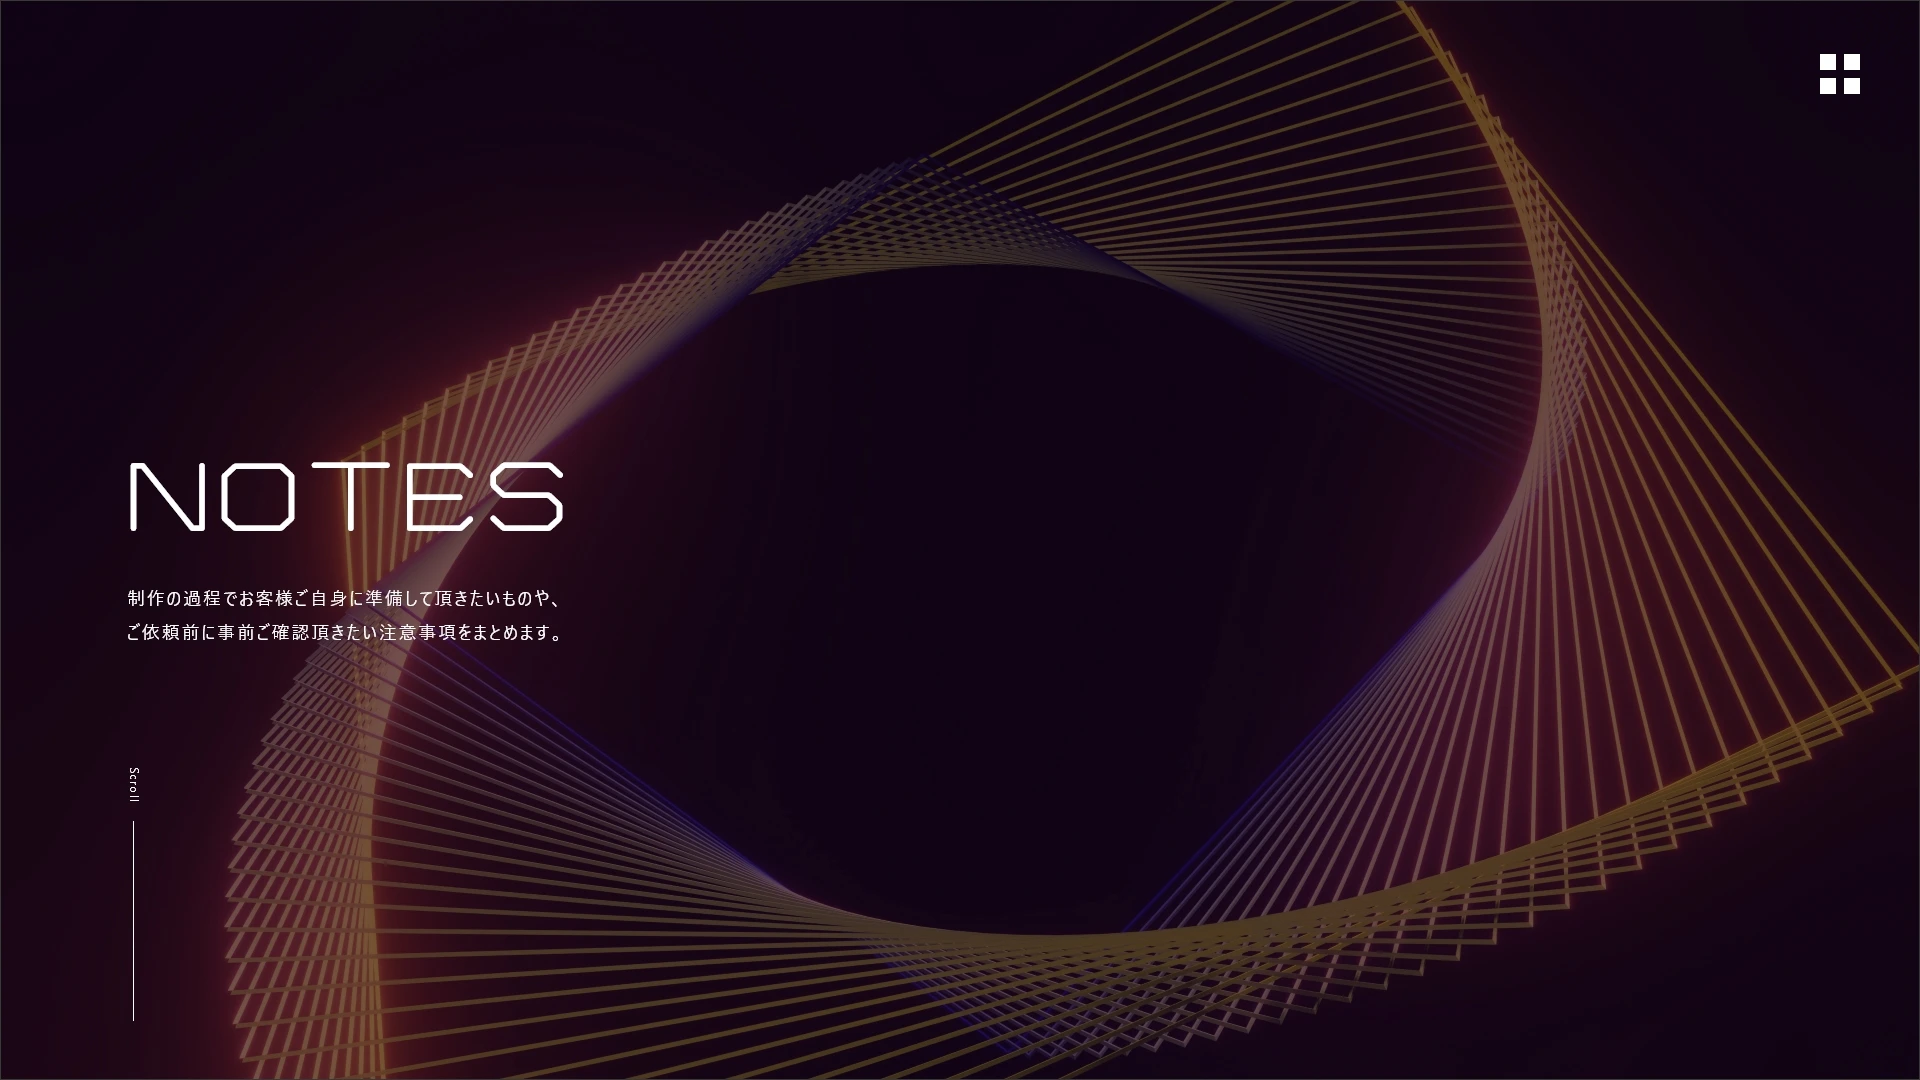 NOTES
制作の過程でお客様ご自身に準備して頂きたいものや、
ご依頼前に事前ご確認頂きたい注意事項をまとめます。
Scroll